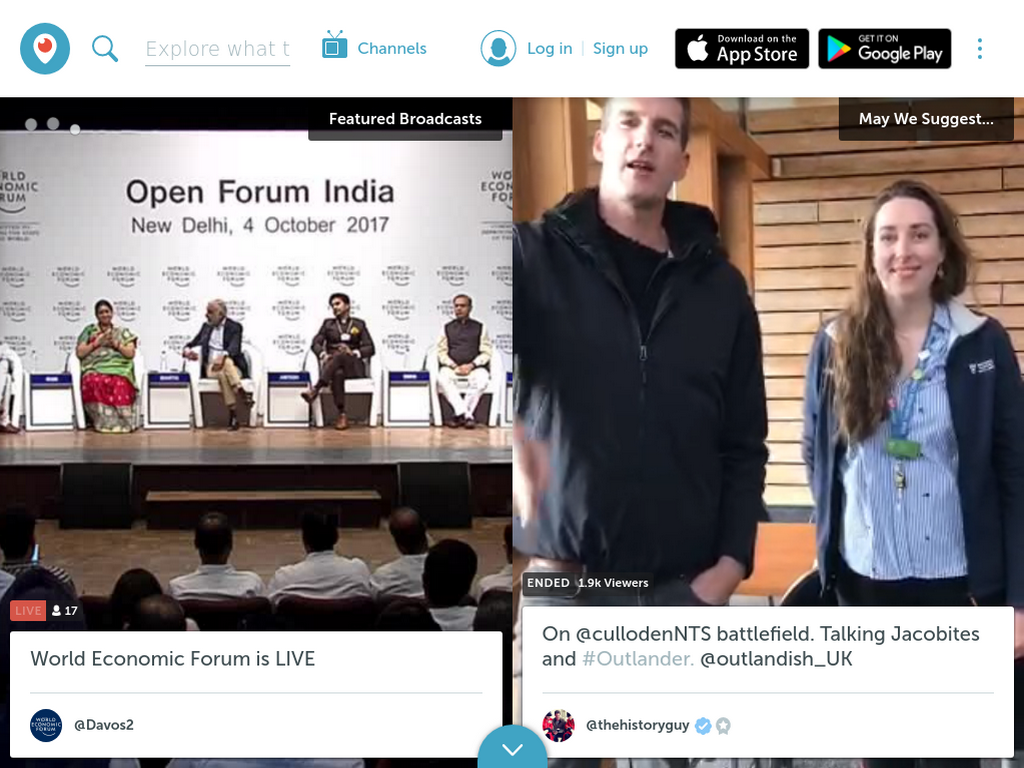 Explore what t
Channels
Log in
Sign up
Download on the
App Store
GET IT ON
Google Play
Featured Broadcasts
May We Suggest...
Open Forum India
New Delhi, 4 October 2017
WORLD
ECONOMIC
FORUM
LIVE 17
World Economic Forum is LIVE
@Davos2
ENDED 1.9k Viewers
On @cullodenNTS battlefield. Talking Jacobites
and #Outlander. @outlandish_UK
@thehistoryguy